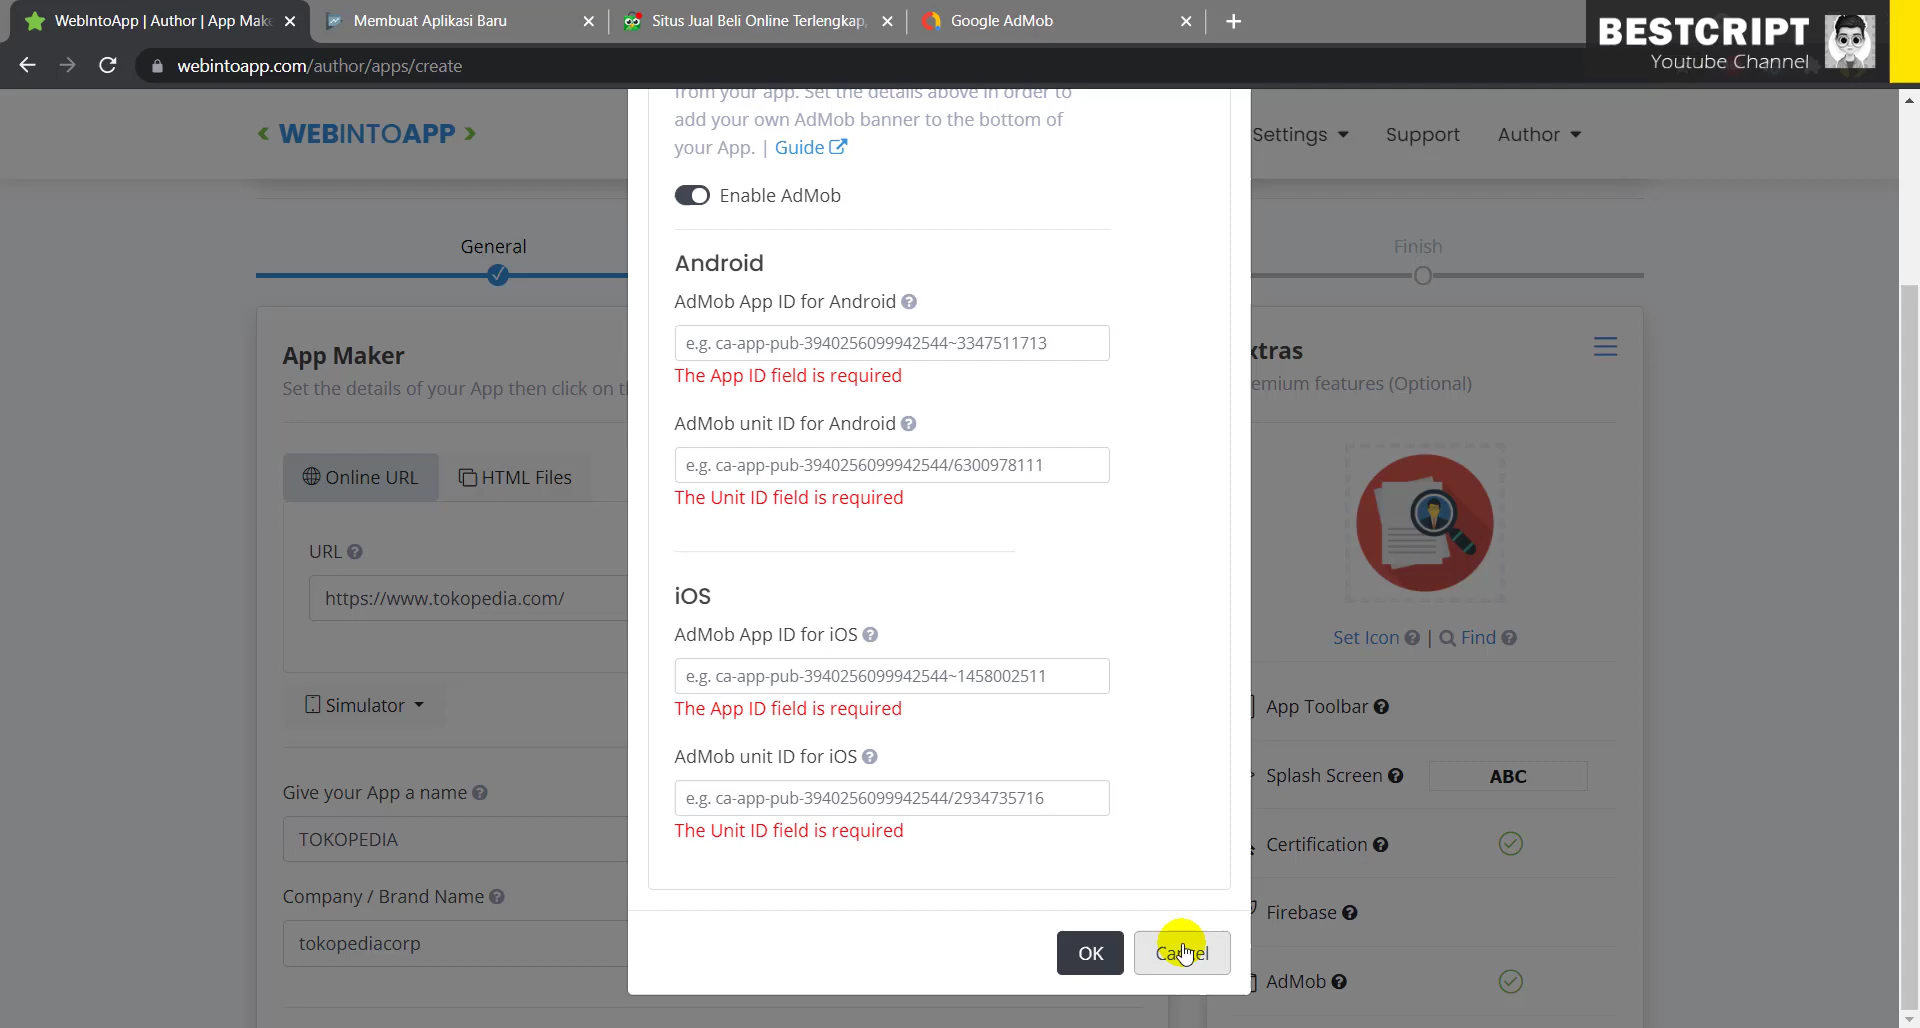 WebIntoApp | Author | App Make
Membuat Aplikasi Baru
Situs Jual Beli Online Terlengkap,
Google AdMob
BESTCRIPT
Youtube Channel
webintoapp.com/author/apps/create
< WEBINTOAPP >
Settings
Support
Author
from your app. Set the details above in order to
add your own AdMob banner to the bottom of
your App. | Guide
Enable AdMob
General
Finish
Android
AdMob App ID for Android
e.g. ca-app-pub-3940256099942544~3347511713
The App ID field is required
AdMob unit ID for Android
e.g. ca-app-pub-3940256099942544/6300978111
The Unit ID field is required
iOS
AdMob App ID for iOS
e.g. ca-app-pub-3940256099942544~1458002511
The App ID field is required
AdMob unit ID for iOS
e.g. ca-app-pub-3940256099942544/2934735716
The Unit ID field is required
OK
Cancel
App Maker
Set the details of your App then click on th
Online URL
HTML Files
URL
https://www.tokopedia.com/
Simulator
Give your App a name
TOKOPEDIA
Company / Brand Name
tokopediacorp
xtras
emium features (Optional)
Set Icon | Find
App Toolbar
Splash Screen
ABC
Certification
Firebase
AdMob